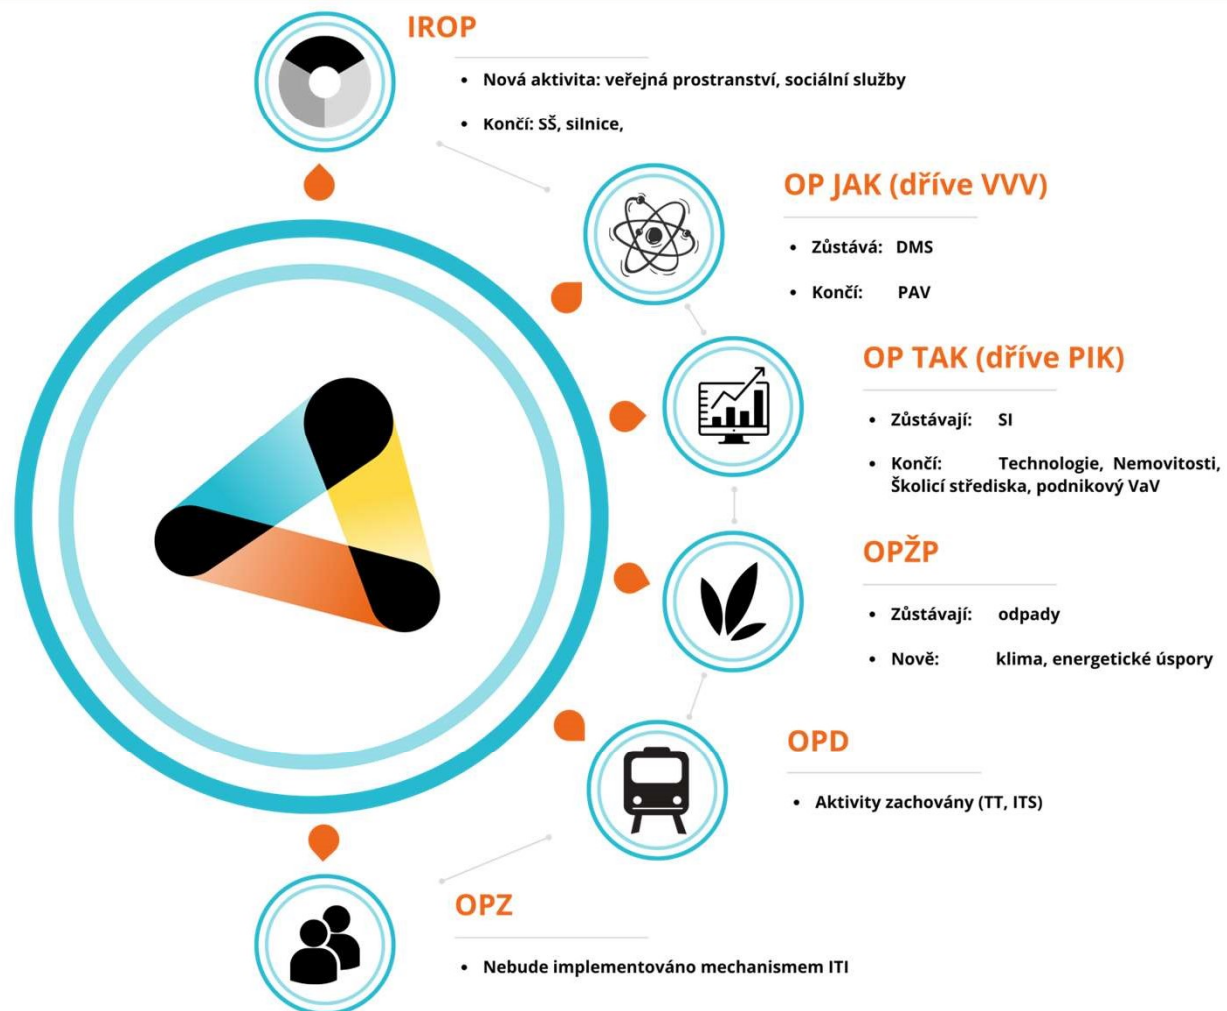 IROP
• Nová aktivita: veřejná prostranství, sociální služby
• Končí: SŠ, silnice,
OP JAK (dříve VVV)
• Zůstává: DMS
• Končí: PAV
OP TAK (dříve PIK)
• Zůstávají: SI
• Končí: Technologie, Nemovitosti,
Školicí střediska, podnikový VaV
OPŽP
• Zůstávají: odpady
• Nově: klima, energetické úspory
OPD
• Aktivity zachovány (TT, ITS)
OPZ
• Nebude implementováno mechanismem ITI